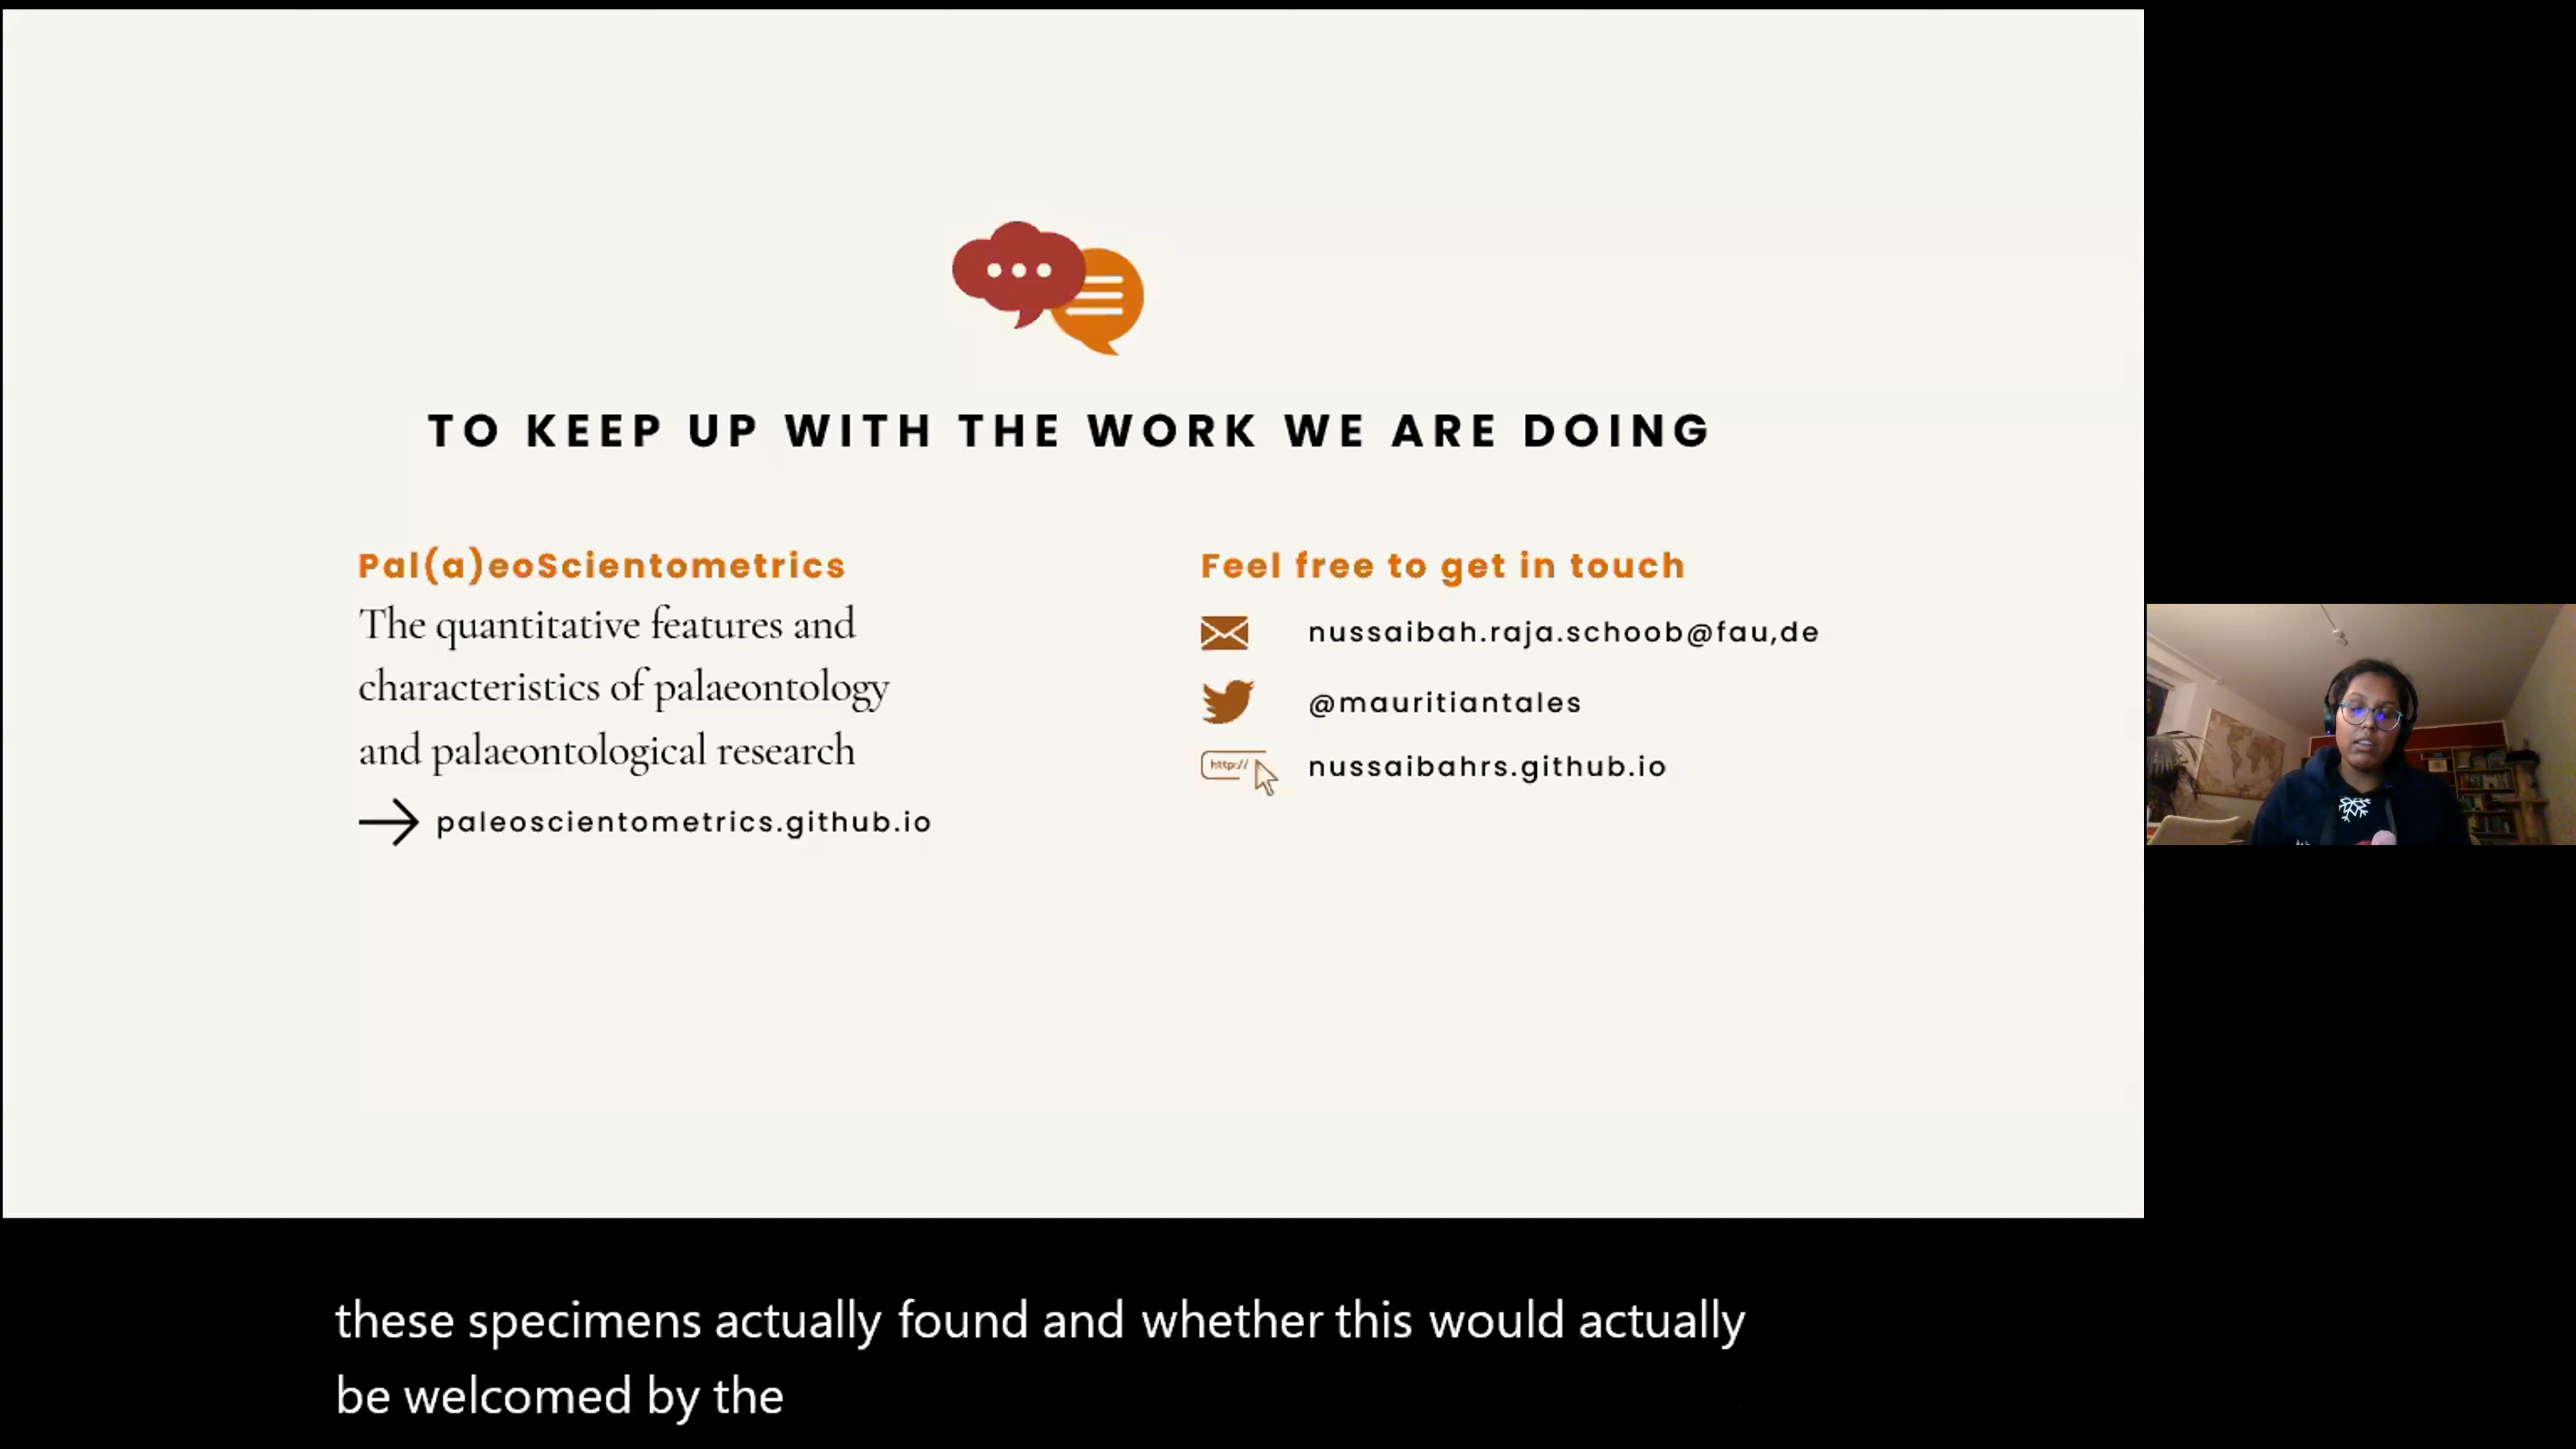 TO KEEP UP WITH THE WORK WE ARE DOING
Pal(a)eoScientometrics
The quantitative features and
characteristics of palaeontology
and palaeontological research
paleoscientometrics.github.io
Feel free to get in touch
nussaibah.raja.schoob@fau,de
@mauritiantales
http://
nussaibahrs.github.io
these specimens actually found and whether this would actually
be welcomed by the